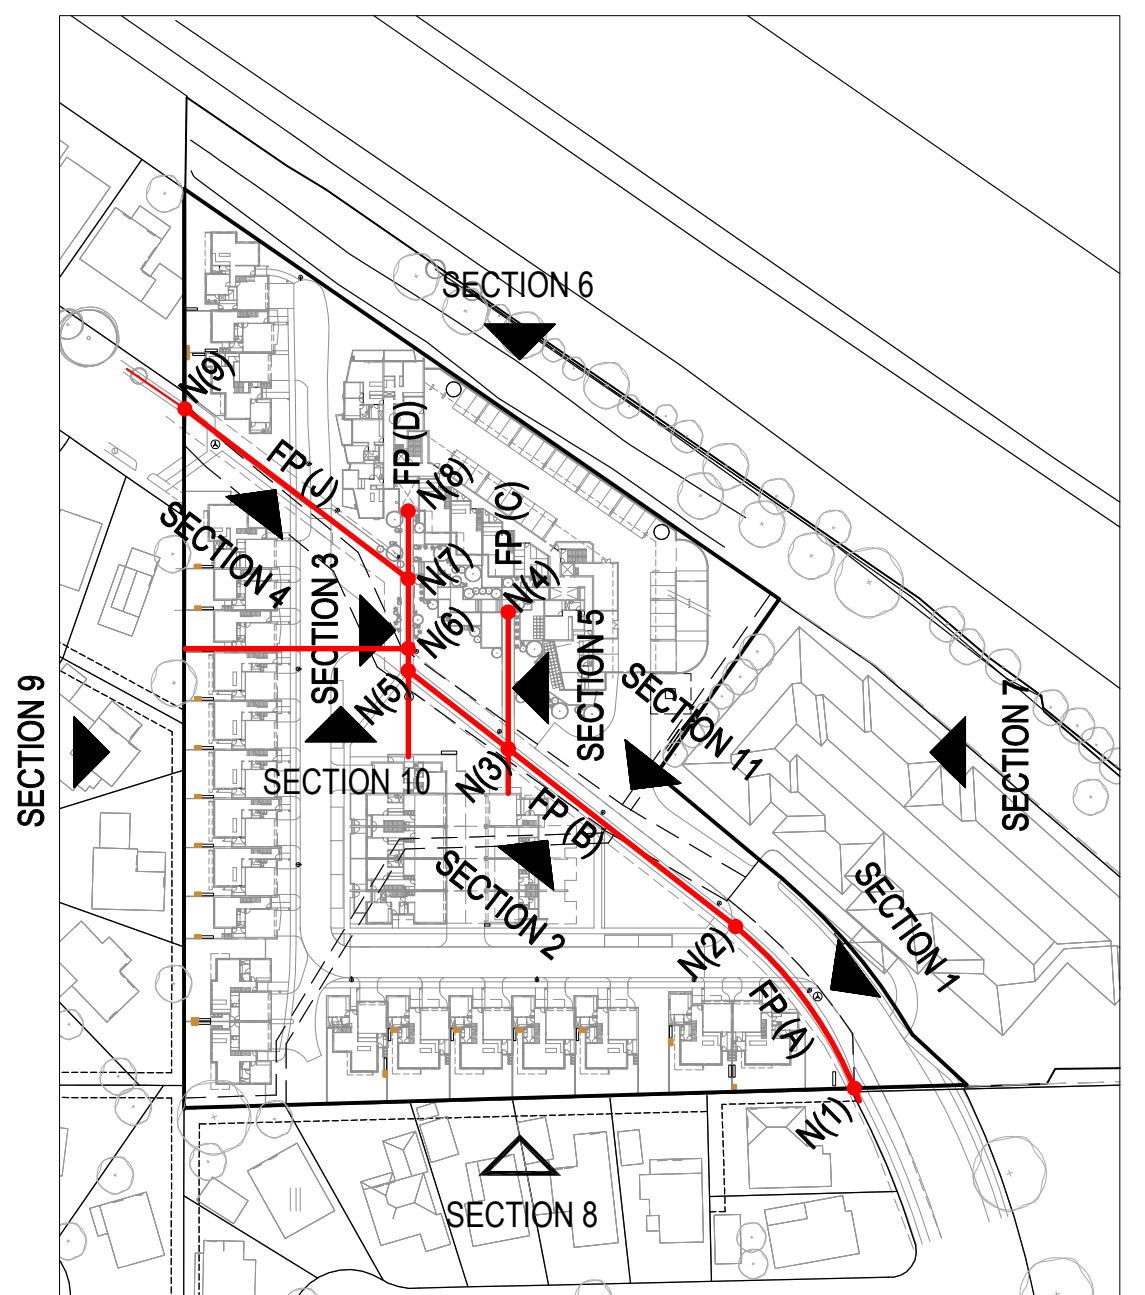 SECTION 6
N(9)
FP (J)
FP (D)
N(8)
FP (C)
SECTION 4
SECTION 3
N(7)
N(4)
N(6)
SECTION 5
N(5)
SECTION 11
SECTION 7
SECTION 9
SECTION 10
N(3)
FP (B)
SECTION 2
SECTION 1
N(2)
FP (A)
N(1)
SECTION 8